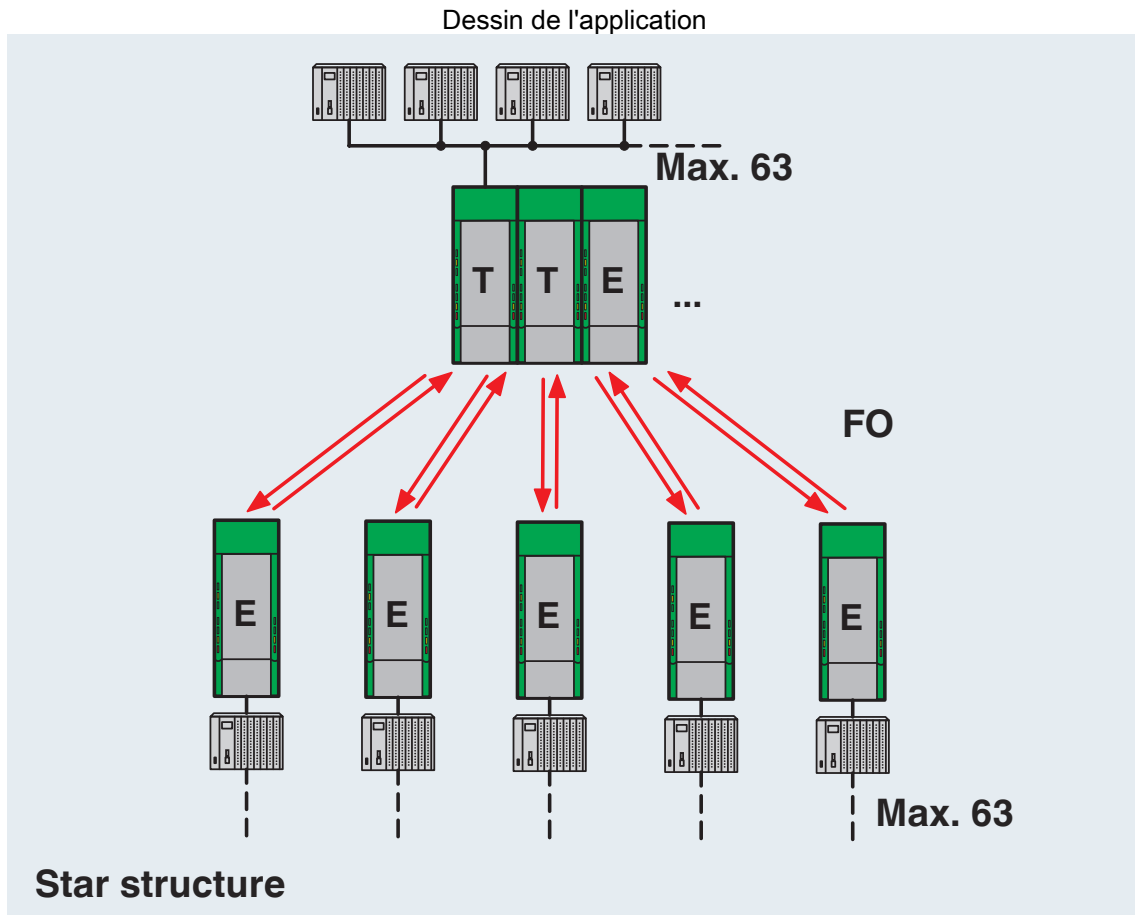 Dessin de l'application
Max. 63
T T E ...
FO
E E E E E
Max. 63
Star structure